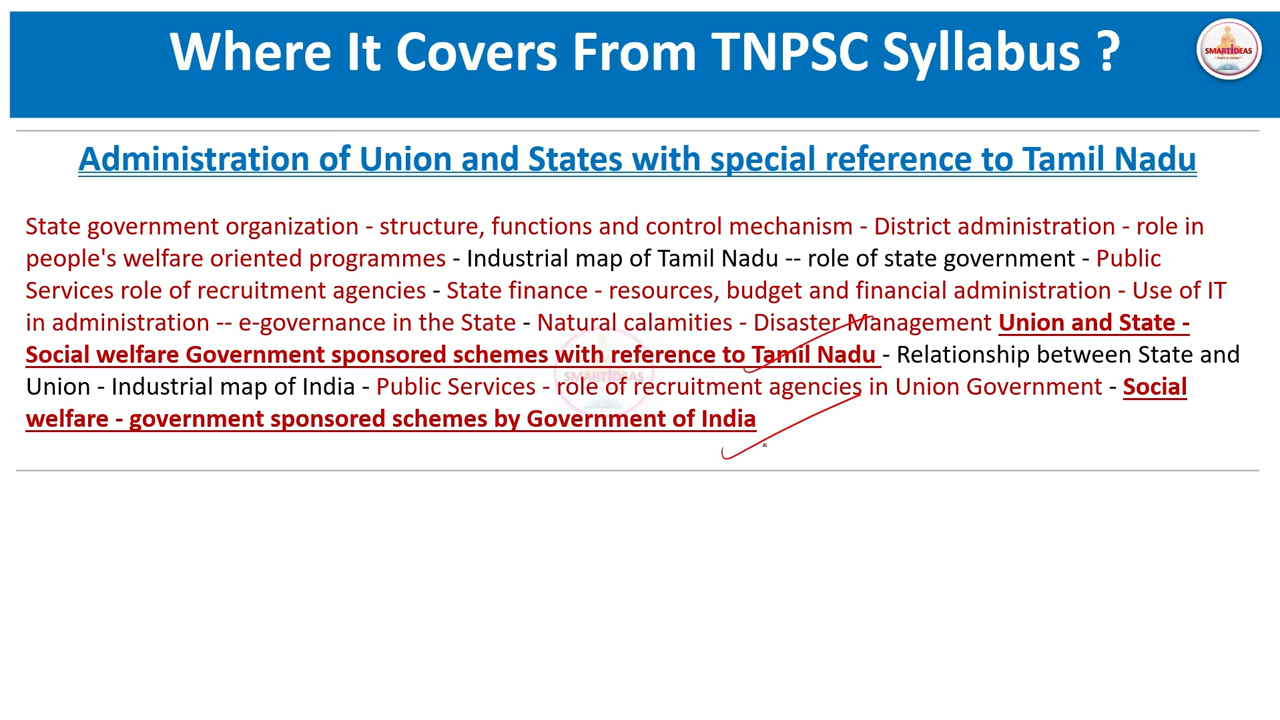 Where It Covers From TNPSC Syllabus ?
SMARTIDEAS
Administration of Union and States with special reference to Tamil Nadu
State government organization - structure, functions and control mechanism - District administration - role in
people's welfare oriented programmes - Industrial map of Tamil Nadu -- role of state government - Public
Services role of recruitment agencies - State finance - resources, budget and financial administration - Use of IT
in administration -- e-governance in the State - Natural calamities - Disaster Management Union and State -
Social welfare Government sponsored schemes with reference to Tamil Nadu - Relationship between State and
Union - Industrial map of India - Public Services - role of recruitment agencies in Union Government - Social
SMARTIDEAS
welfare - government sponsored schemes by Government of India